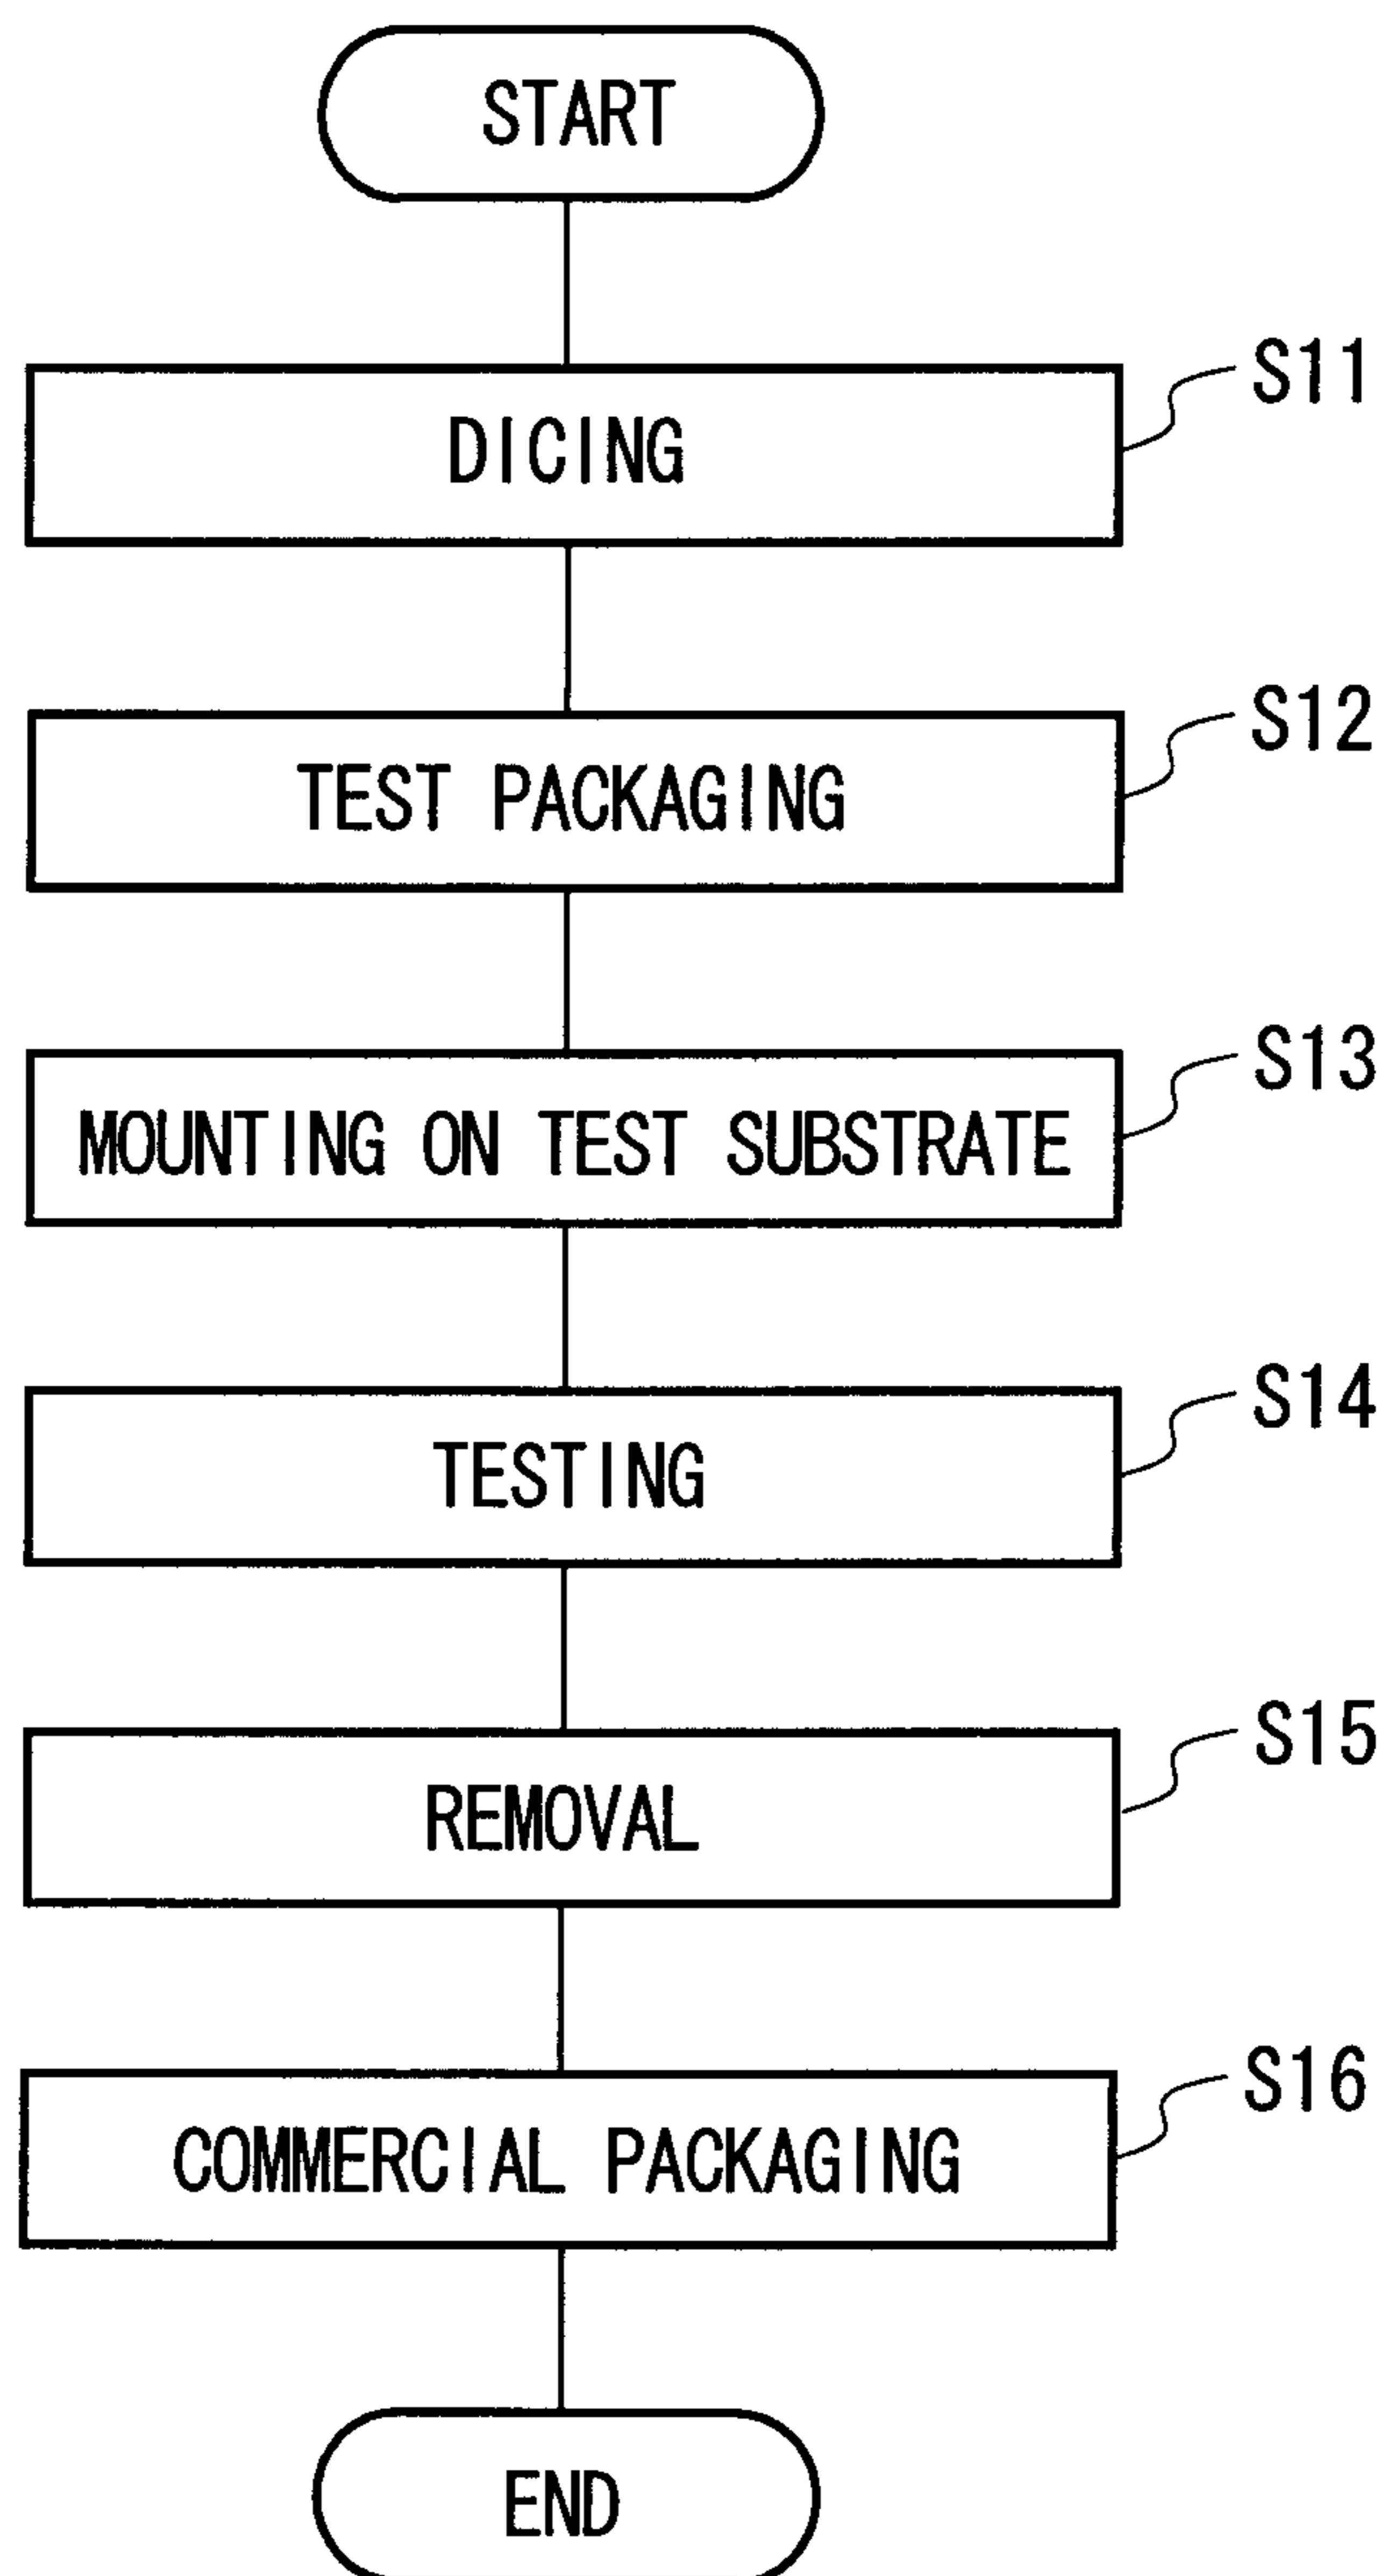 START
S11
DICING
S12
TEST PACKAGING
S13
MOUNTING ON TEST SUBSTRATE
S14
TESTING
S15
REMOVAL
S16
COMMERCIAL PACKAGING
END